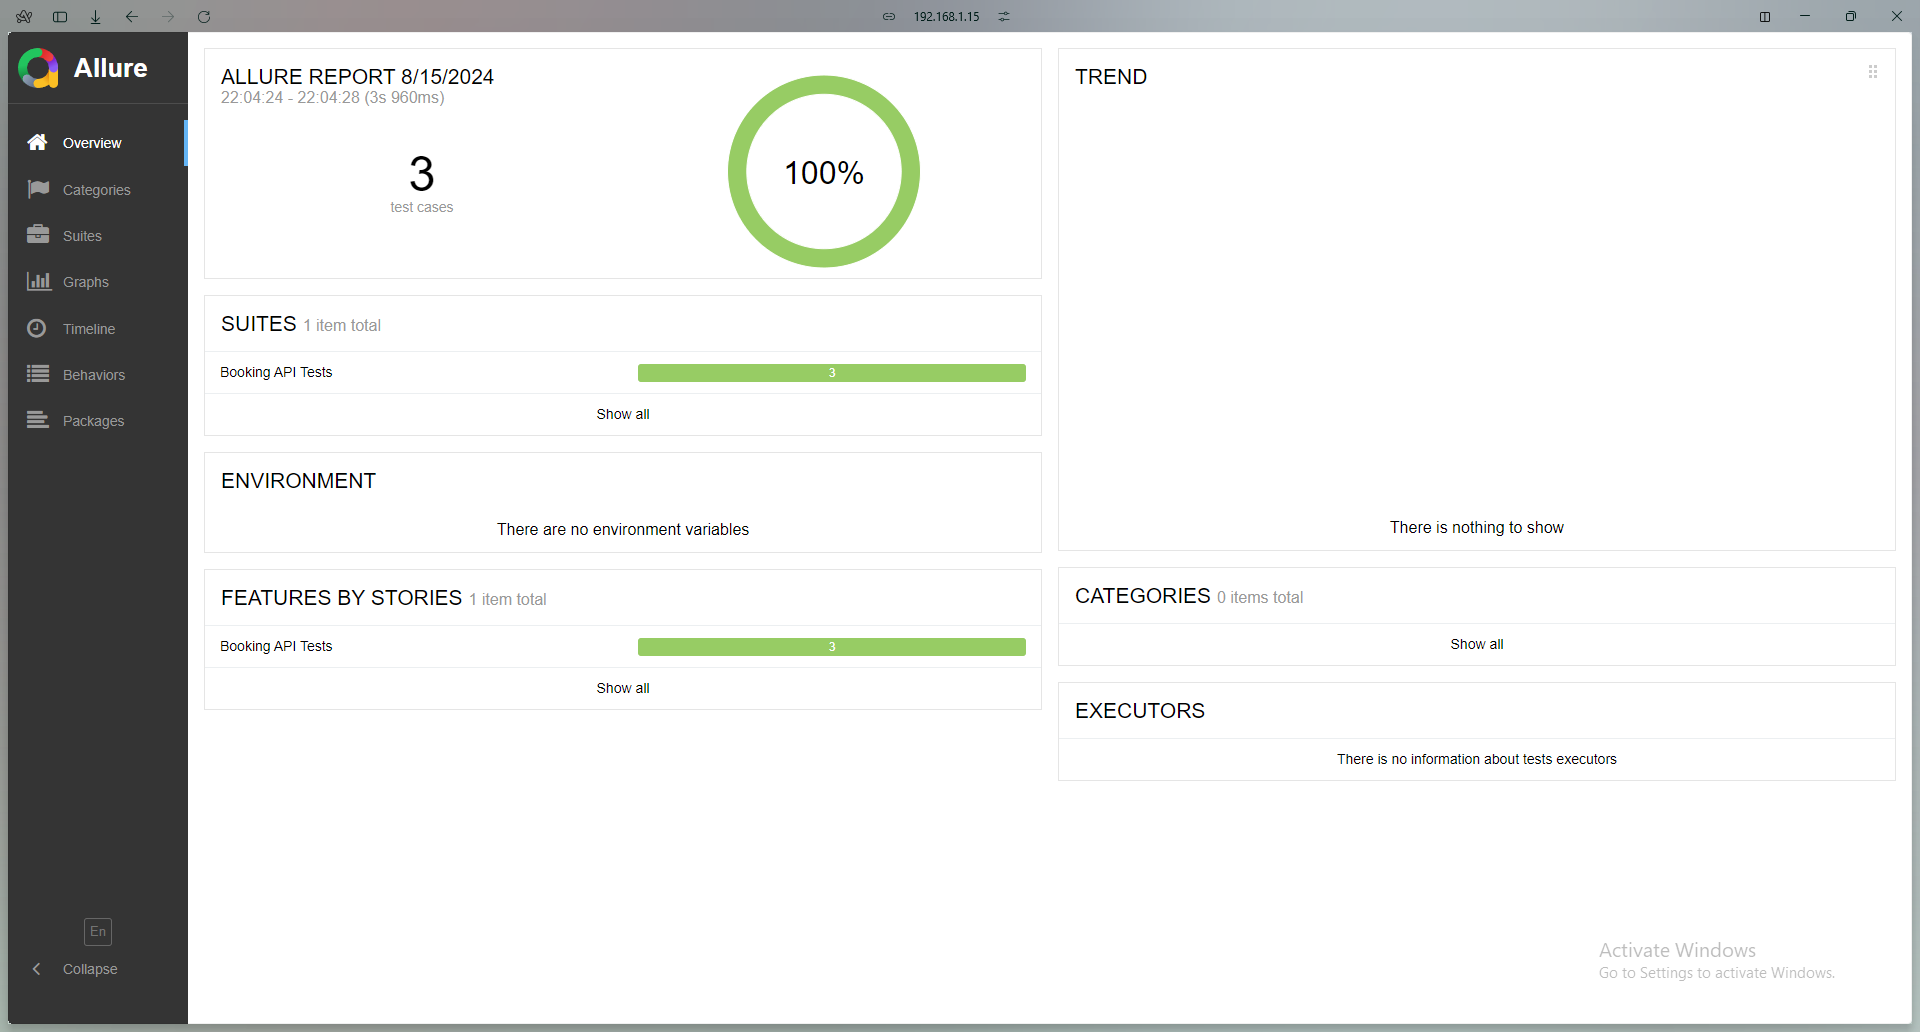 192.168.1.15
Allure
Overview
Categories
Suites
Graphs
Timeline
Behaviors
Packages
En
Collapse
ALLURE REPORT 8/15/2024
22:04:24 - 22:04:28 (3s 960ms)
3
test cases
100%
SUITES 1 item total
Booking API Tests 3
Show all
ENVIRONMENT
There are no environment variables
FEATURES BY STORIES 1 item total
Booking API Tests 3
Show all
TREND
There is nothing to show
CATEGORIES 0 items total
Show all
EXECUTORS
There is no information about tests executors
Activate Windows
Go to Settings to activate Windows.